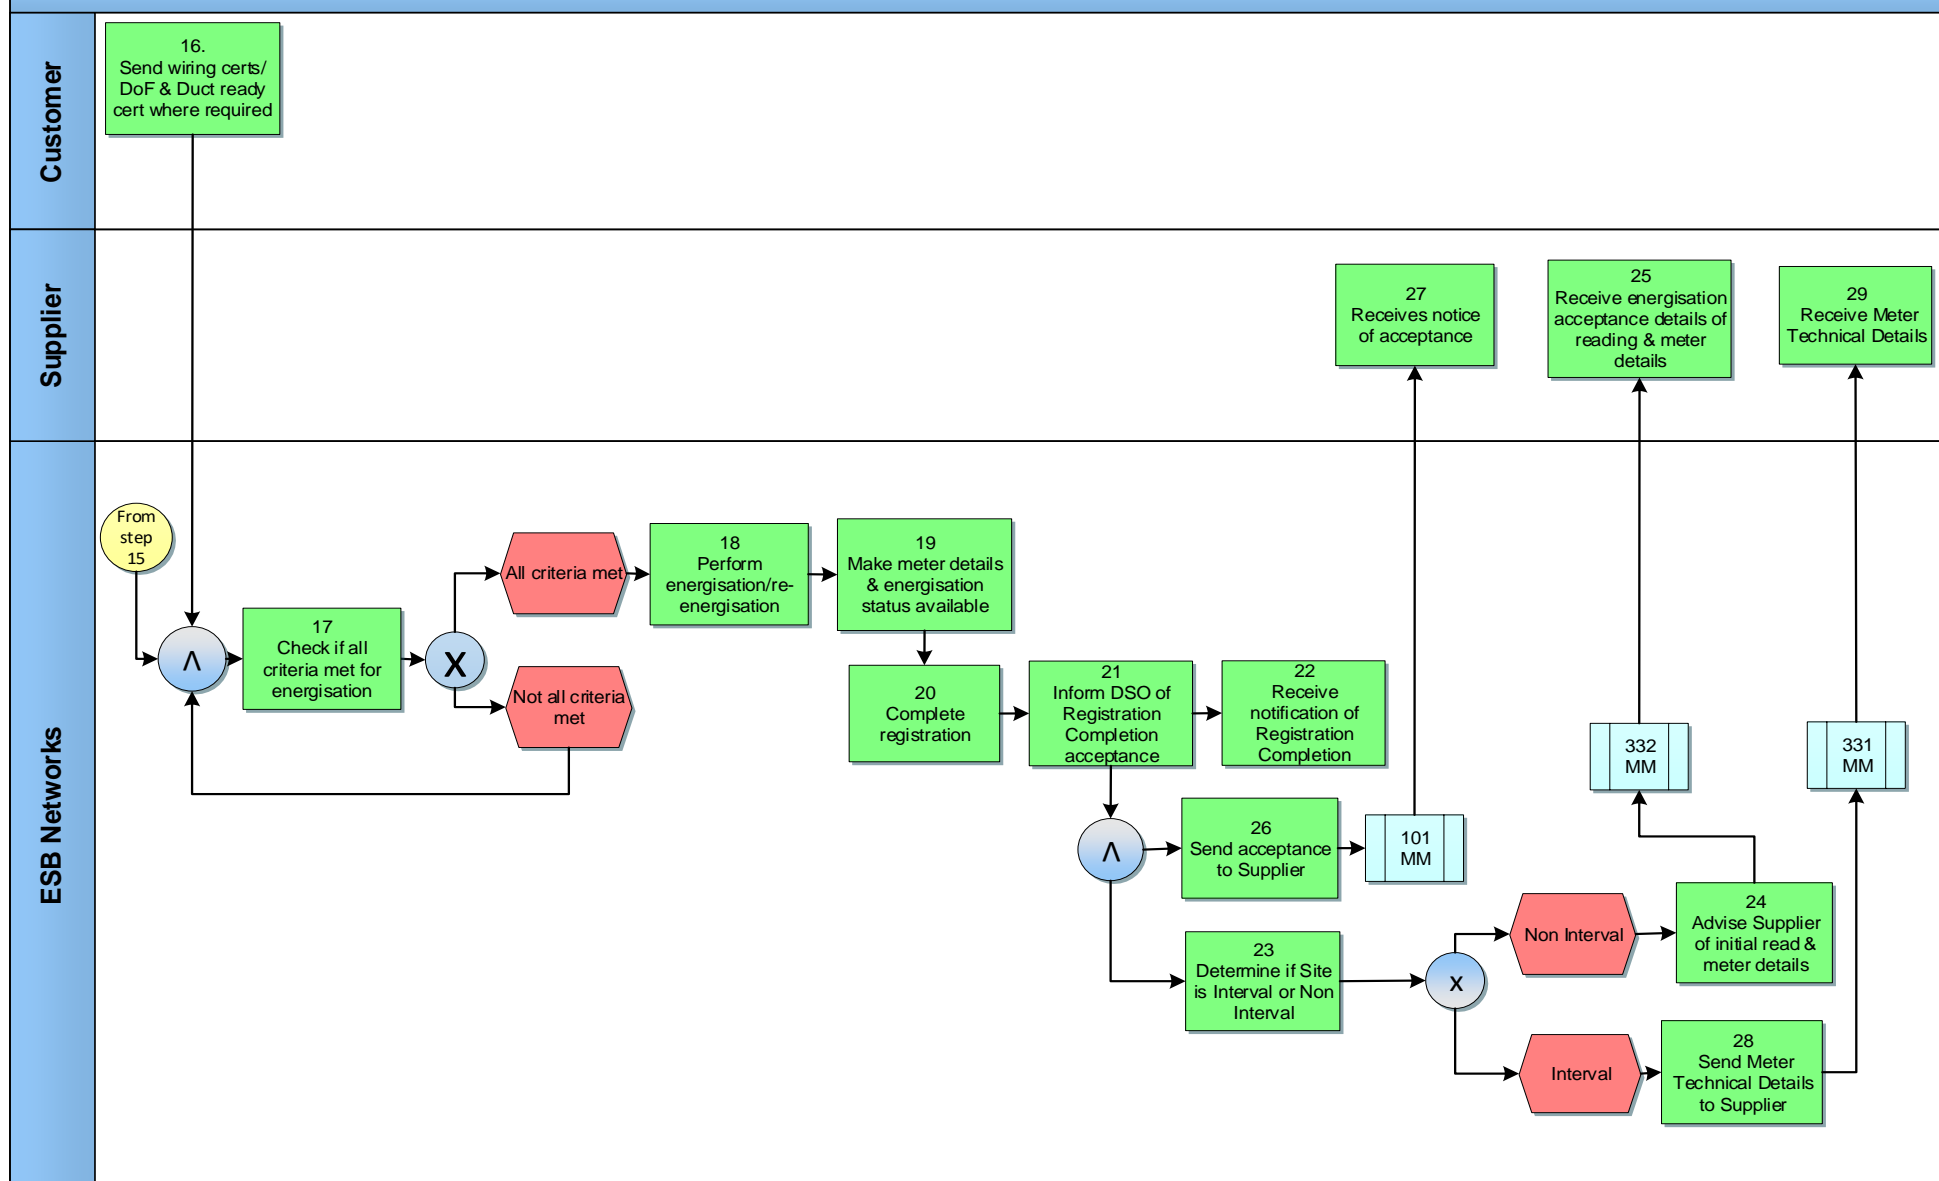 Customer
16.
Send wiring certs/
DoF & Duct ready
cert where required
Supplier
27
Receives notice
of acceptance
25
Receive energisation
acceptance details of
reading & meter
details
29
Receive Meter
Technical Details
ESB Networks
From
step
15
Λ
17
Check if all
criteria met for
energisation
X
All criteria met
Not all criteria
met
18
Perform
energisation/re-
energisation
19
Make meter details
& energisation
status available
20
Complete
registration
21
Inform DSO of
Registration
Completion
acceptance
22
Receive
notification of
Registration
Completion
Λ
26
Send acceptance
to Supplier
101
MM
332
MM
331
MM
23
Determine if Site
is Interval or Non
Interval
x
Non Interval
24
Advise Supplier
of initial read &
meter details
Interval
28
Send Meter
Technical Details
to Supplier